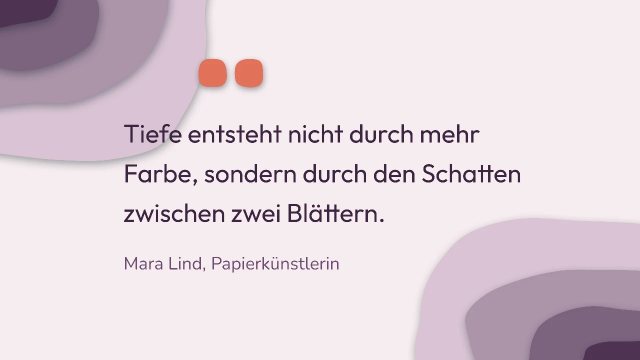 Tiefe entsteht nicht durch mehr
Farbe, sondern durch den Schatten
zwischen zwei Blättern.
Mara Lind, Papierkünstlerin